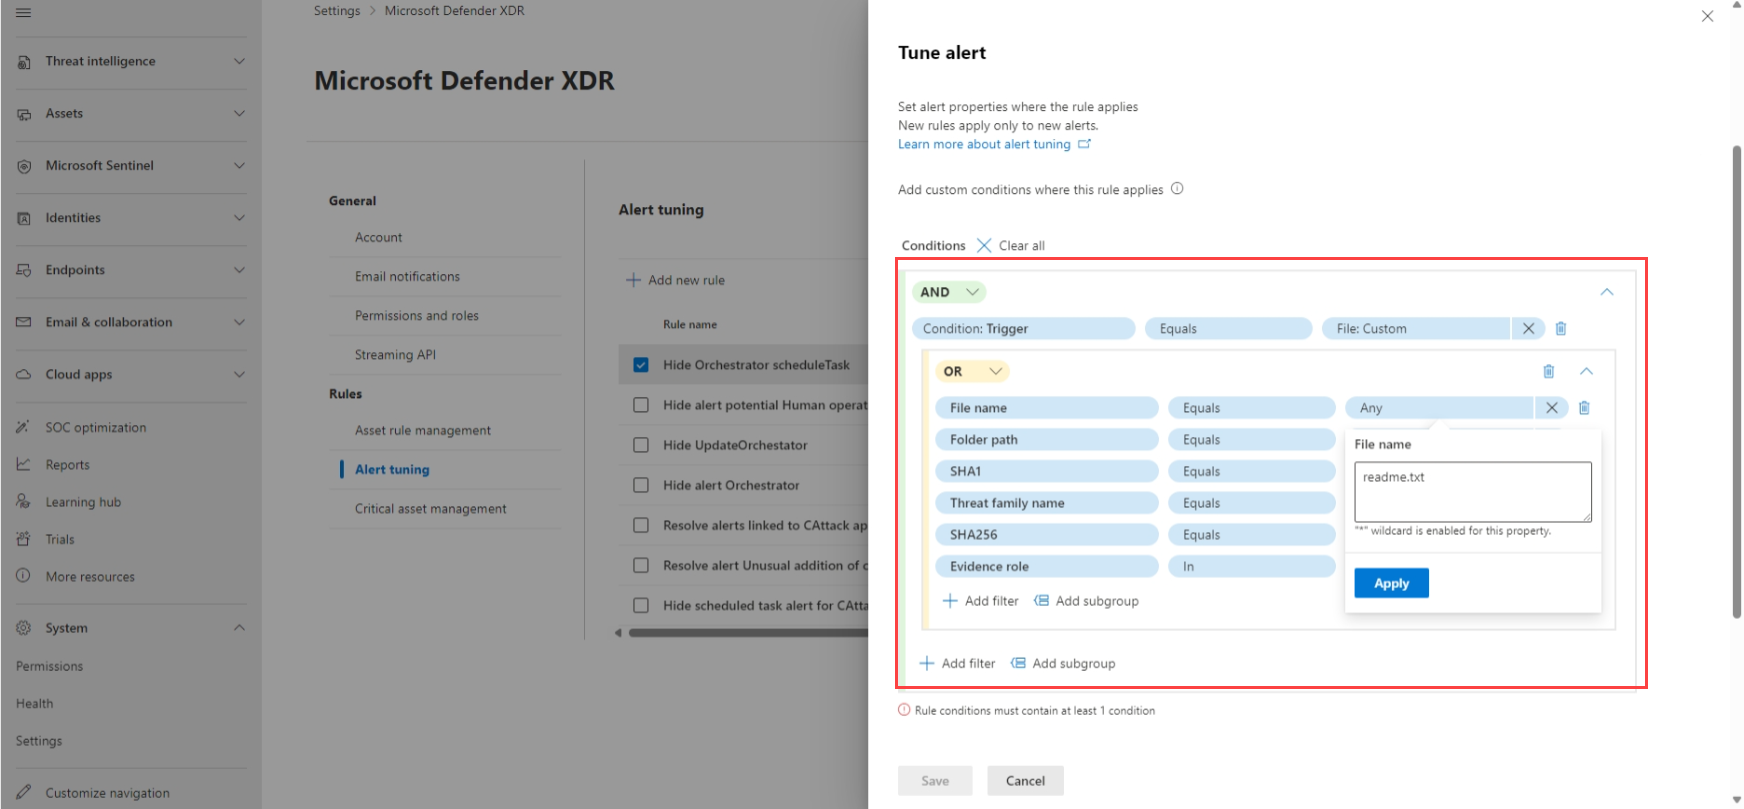 Settings > Microsoft Defender XDR
Threat intelligence
Assets
Microsoft Sentinel
Identities
Endpoints
Email & collaboration
Cloud apps
SOC optimization
Reports
Learning hub
Trials
More resources
System
Permissions
Health
Settings
Customize navigation
Microsoft Defender XDR
General
Account
Email notifications
Permissions and roles
Streaming API
Rules
Asset rule management
Alert tuning
Critical asset management
Alert tuning
Add new rule
Rule name
Hide Orchestrator scheduleTask
Hide alert potential Human operat
Hide UpdateOrchestator
Hide alert Orchestrator
Resolve alerts linked to CAttack ap
Resolve alert Unusual addition of c
Hide scheduled task alert for CAtta
Tune alert
Set alert properties where the rule applies
New rules apply only to new alerts.
Learn more about alert tuning
Add custom conditions where this rule applies
Conditions Clear all
AND
Condition: Trigger Equals File: Custom
OR
File name Equals Any
Folder path Equals
SHA1 Equals
Threat family name Equals
SHA256 Equals
Evidence role In
File name
readme.txt
"*" wildcard is enabled for this property.
Apply
Add filter Add subgroup
Add filter Add subgroup
Rule conditions must contain at least 1 condition
Save Cancel